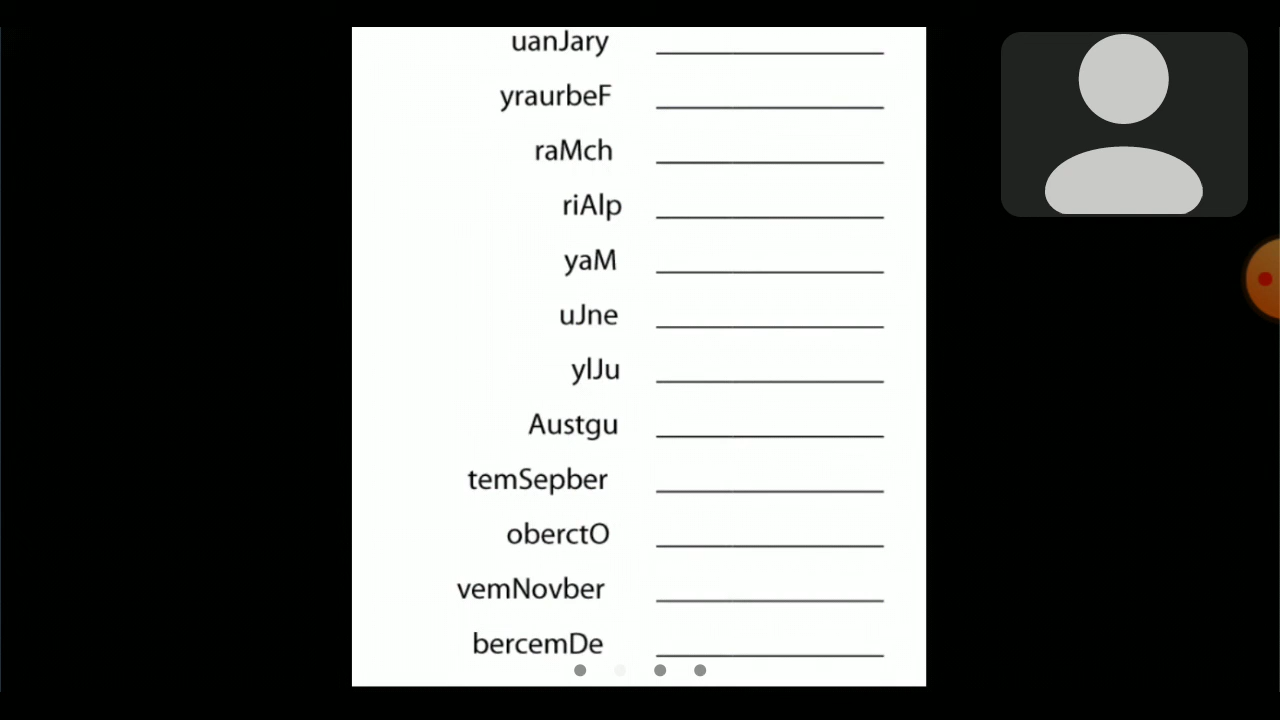 uanJary
yraurbeF
raMch
riAlp
yaM
uJne
ylJu
Austgu
temSepber
oberctO
vemNovber
bercemDe